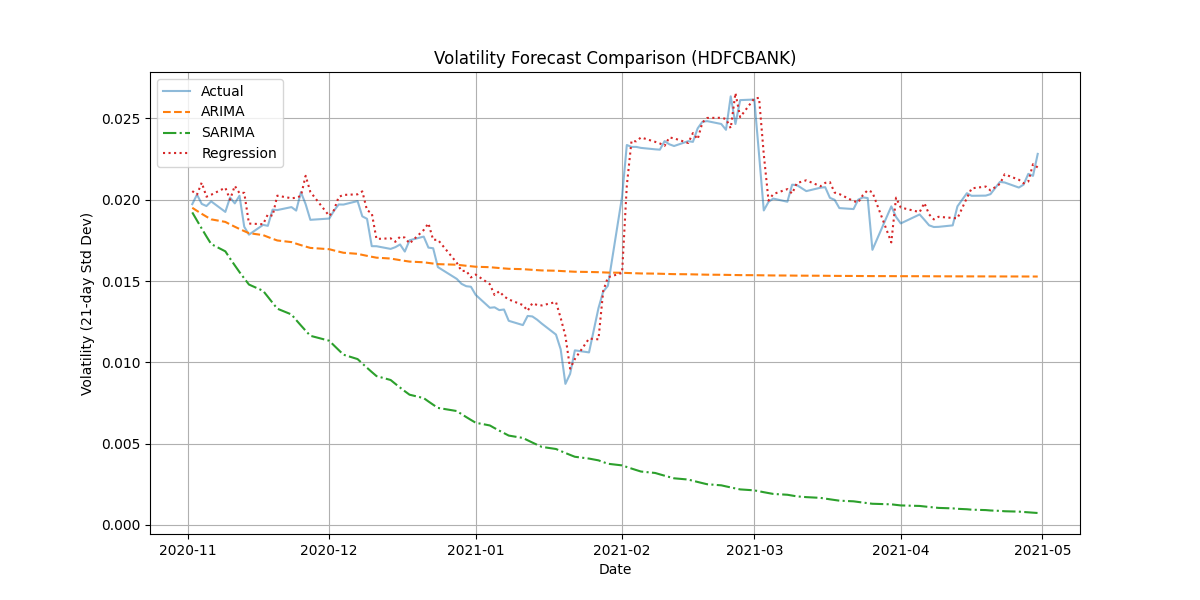 Volatility Forecast Comparison (HDFCBANK)
Actual
ARIMA
SARIMA
Regression
Volatility (21-day Std Dev)
0.025
0.020
0.015
0.010
0.005
0.000
2020-11 2020-12 2021-01 2021-02 2021-03 2021-04 2021-05
Date